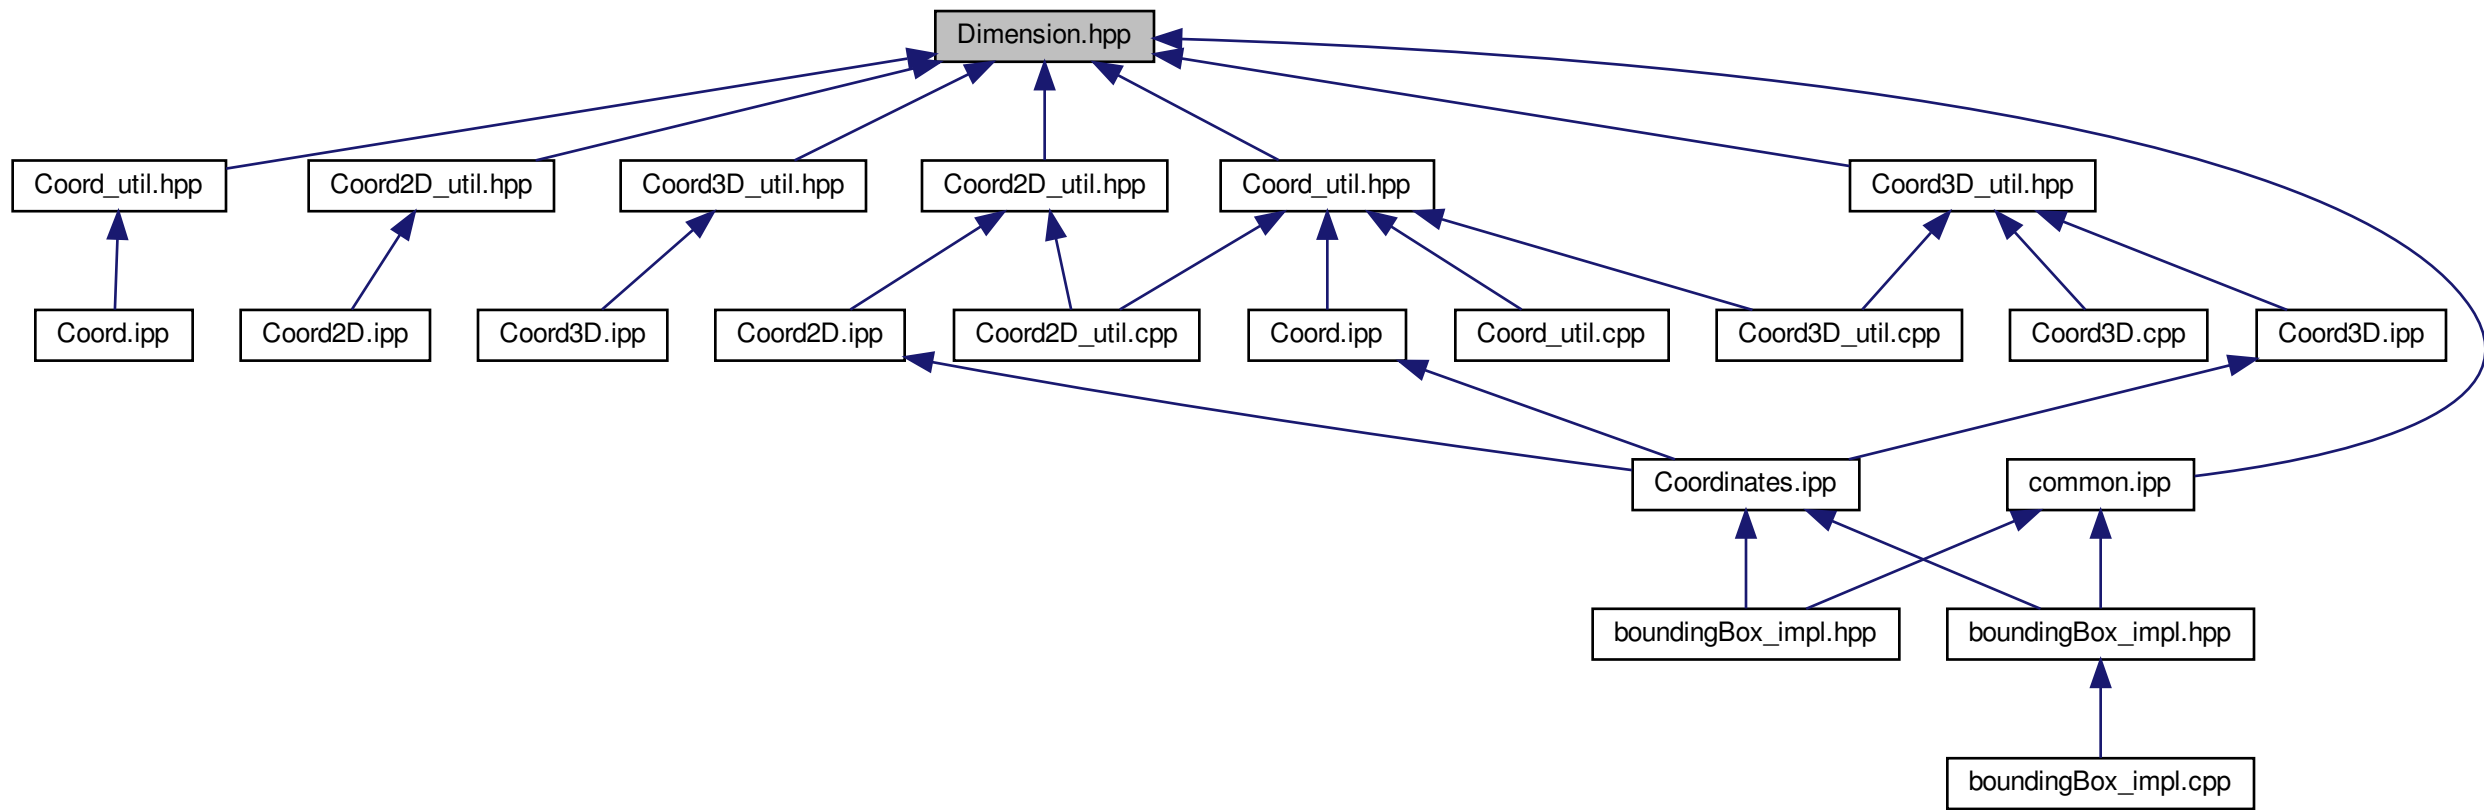 Dimension.hpp
Coord_util.hpp
Coord2D_util.hpp
Coord3D_util.hpp
Coord2D_util.hpp
Coord_util.hpp
Coord3D_util.hpp
Coord.ipp
Coord2D.ipp
Coord3D.ipp
Coord2D.ipp
Coord2D_util.cpp
Coord.ipp
Coord_util.cpp
Coord3D_util.cpp
Coord3D.cpp
Coord3D.ipp
Coordinates.ipp
common.ipp
boundingBox_impl.hpp
boundingBox_impl.hpp
boundingBox_impl.cpp